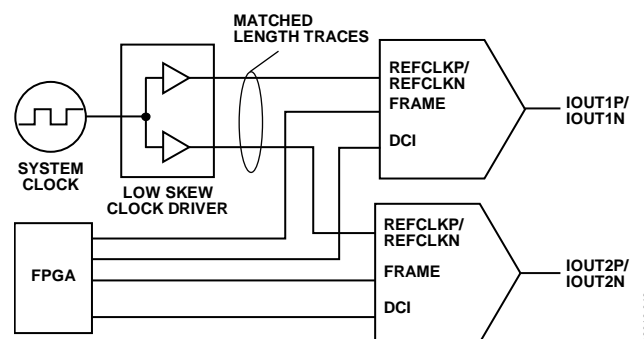 MATCHED
LENGTH TRACES
REFCLKP/
REFCLKN
FRAME
DCI
IOUT1P/
IOUT1N
SYSTEM
CLOCK
LOW SKEW
CLOCK DRIVER
FPGA
REFCLKP/
REFCLKN
FRAME
DCI
IOUT2P/
IOUT2N